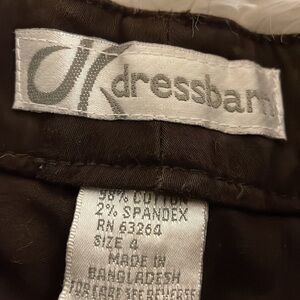 dressbarn
98% COTTON
2% SPANDEX
RN 63264
SIZE 4
MADE IN
BANGLADESH
FOR CARE SEE REVERSE